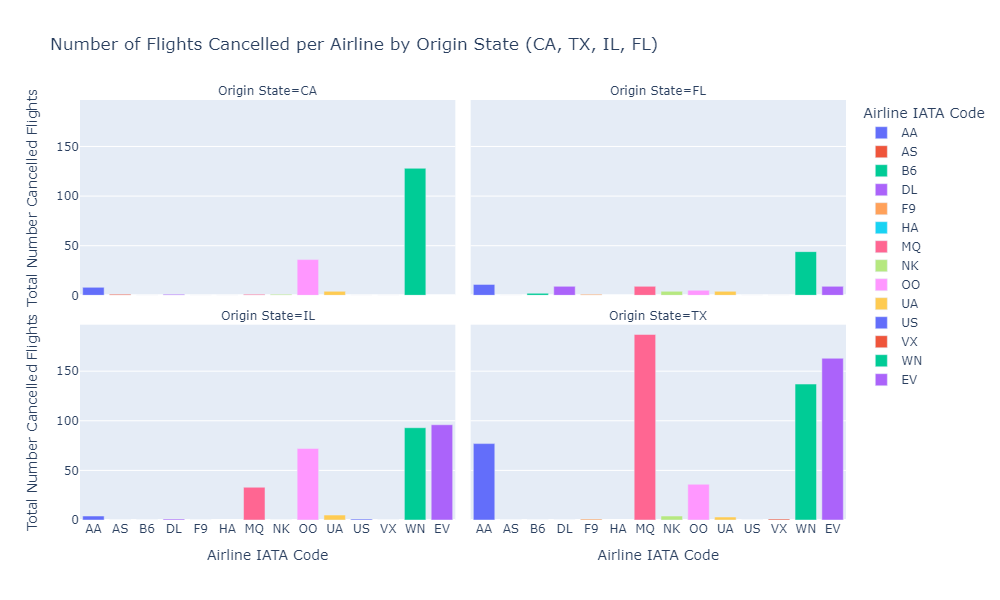 Number of Flights Cancelled per Airline by Origin State (CA, TX, IL, FL)
Origin State=CA
Origin State=FL
Total Number Cancelled Flights
150
100
50
0
Origin State=IL
Origin State=TX
Total Number Cancelled Flights
150
100
50
0
AA AS B6 DL F9 HA MQ NK OO UA US VX WN EV
AA AS B6 DL F9 HA MQ NK OO UA US VX WN EV
Airline IATA Code
Airline IATA Code
Airline IATA Code
AA
AS
B6
DL
F9
HA
MQ
NK
OO
UA
US
VX
WN
EV